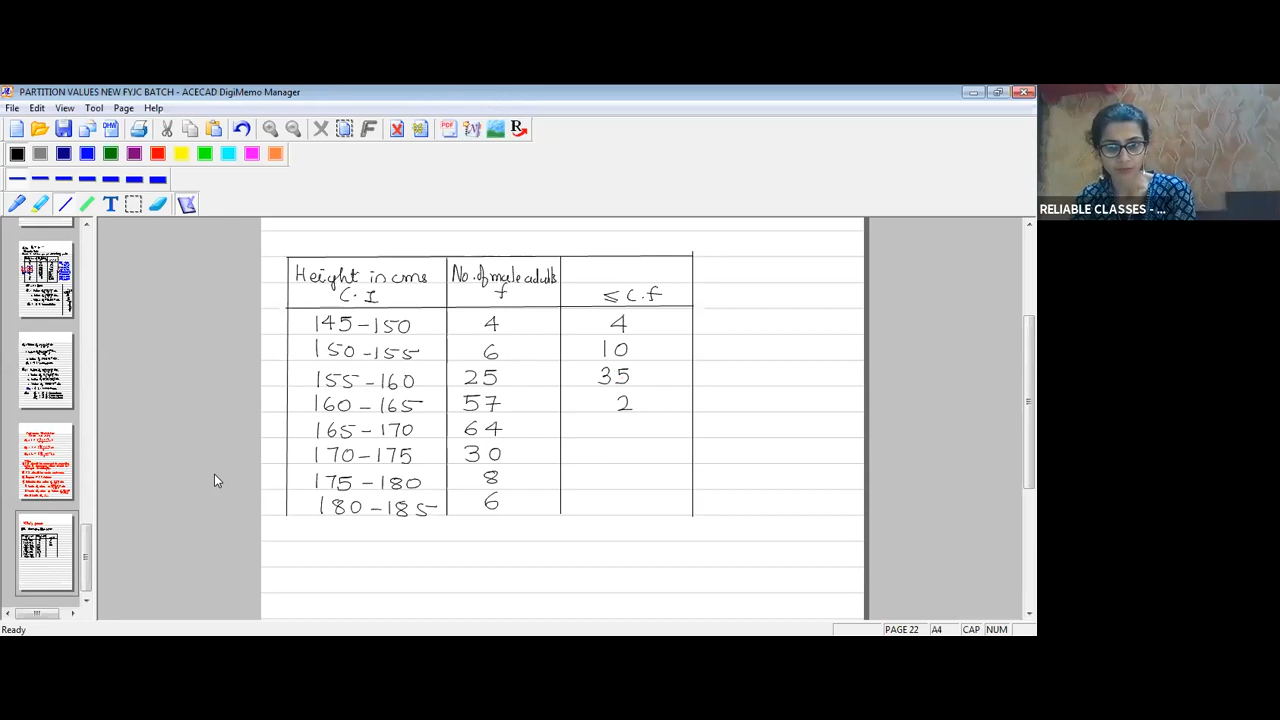 PARTITION VALUES NEW FYJC BATCH - ACECAD DigiMemo Manager
File Edit View Tool Page Help
RELIABLE CLASSES - ...
Height in cms No. of male adults
C. I f ≤ C.f
145-150 4 4
150-155 6 10
155-160 25 35
160-165 57 2
165-170 64
170-175 30
175-180 8
180-185 6
Ready PAGE 22 A4 CAP NUM